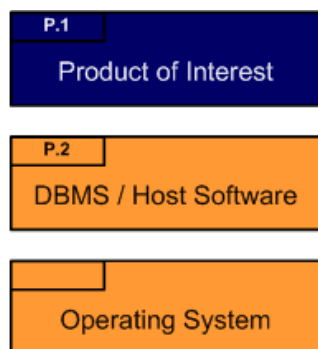 P.1
Product of Interest
P.2
DBMS / Host Software
Operating System